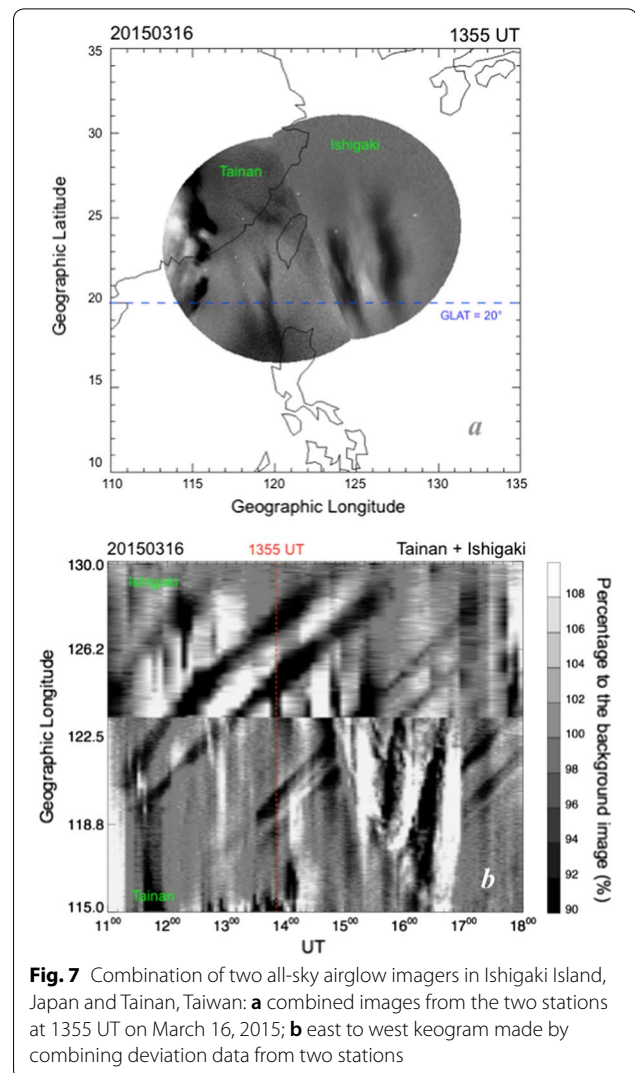 20150316 1355 UT
35
30
25
20
15
10
Geographic Latitude
Tainan
Ishigaki
GLAT = 20°
a
110 115 120 125 130 135
Geographic Longitude
20150316 1355 UT Tainan + Ishigaki
130.0
126.2
122.5
118.8
115.0
Geographic Longitude
Ishigaki
Tainan
b
11⁰⁰ 12⁰⁰ 13⁰⁰ 14⁰⁰ 15⁰⁰ 16⁰⁰ 17⁰⁰ 18⁰⁰
UT
108
106
104
102
100
98
96
94
92
90
Percentage to the background image (%)
Fig. 7 Combination of two all-sky airglow imagers in Ishigaki Island,
Japan and Tainan, Taiwan: a combined images from the two stations
at 1355 UT on March 16, 2015; b east to west keogram made by
combining deviation data from two stations